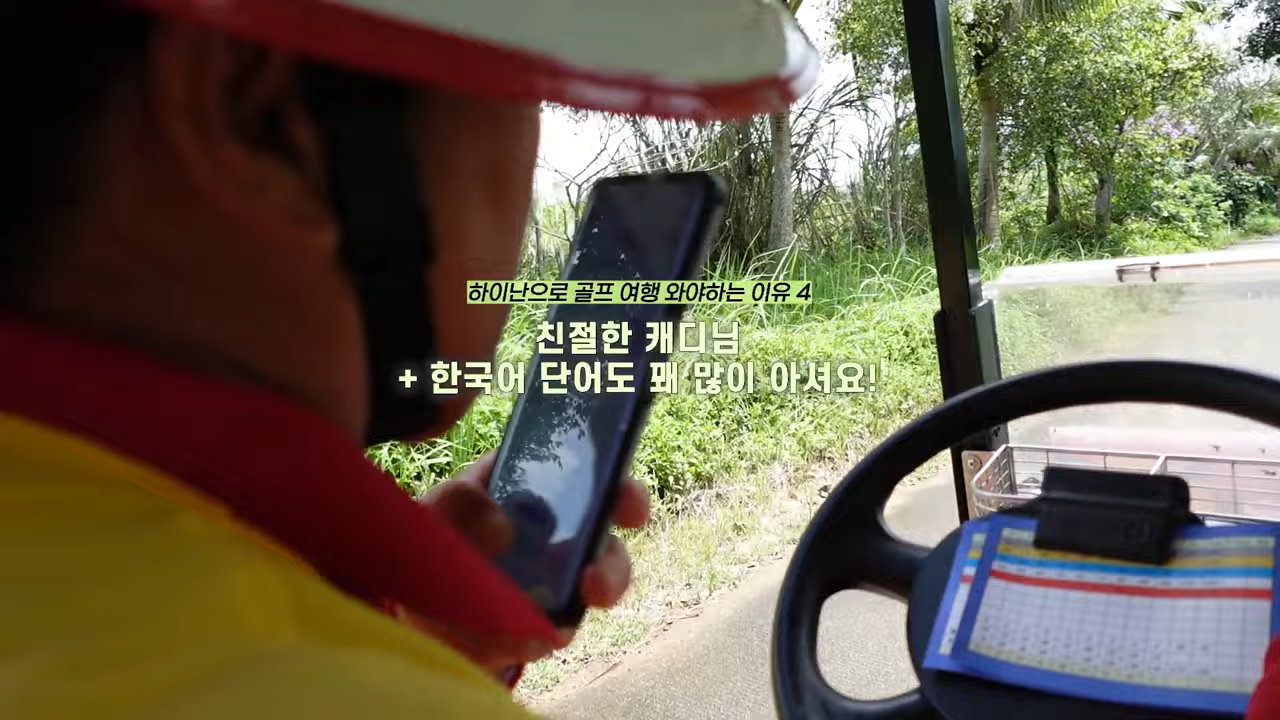 하이난으로 골프 여행 와야하는 이유 4
친절한 캐디님
+ 한국어 단어도 꽤 많이 아셔요!